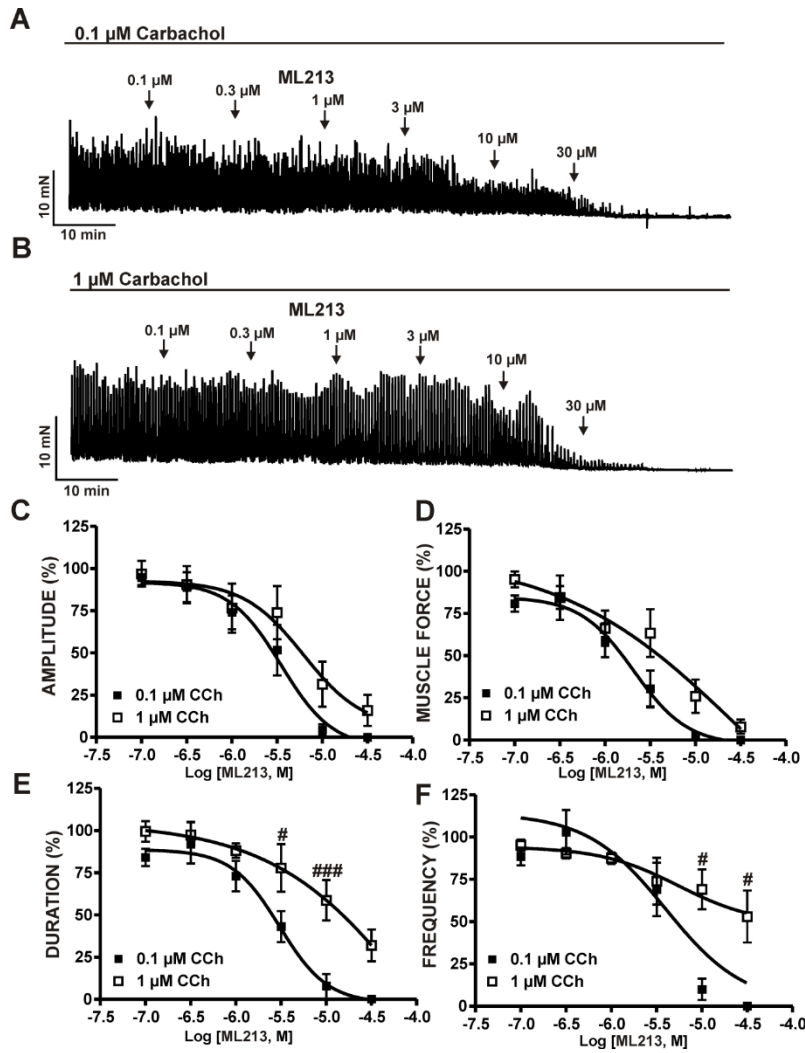 A
0.1 µM Carbachol
ML213
0.1 µM
0.3 µM
1 µM
3 µM
10 µM
30 µM
10 mN
10 min
B
1 µM Carbachol
ML213
0.1 µM
0.3 µM
1 µM
3 µM
10 µM
30 µM
10 mN
10 min
C
AMPLITUDE (%)
125
100
75
50
25
0
0.1 µM CCh
1 µM CCh
-7.5 -7.0 -6.5 -6.0 -5.5 -5.0 -4.5
Log [ML213, M]
D
MUSCLE FORCE (%)
125
100
75
50
25
0
0.1 µM CCh
1 µM CCh
-7.5 -7.0 -6.5 -6.0 -5.5 -5.0 -4.5
Log [ML213, M]
E
DURATION (%)
125
100
75
50
25
0
#
###
0.1 µM CCh
1 µM CCh
-7.5 -7.0 -6.5 -6.0 -5.5 -5.0 -4.5
Log [ML213, M]
F
FREQUENCY (%)
125
100
75
50
25
0
# #
0.1 µM CCh
1 µM CCh
-7.5 -7.0 -6.5 -6.0 -5.5 -5.0 -4.5
Log [ML213, M]